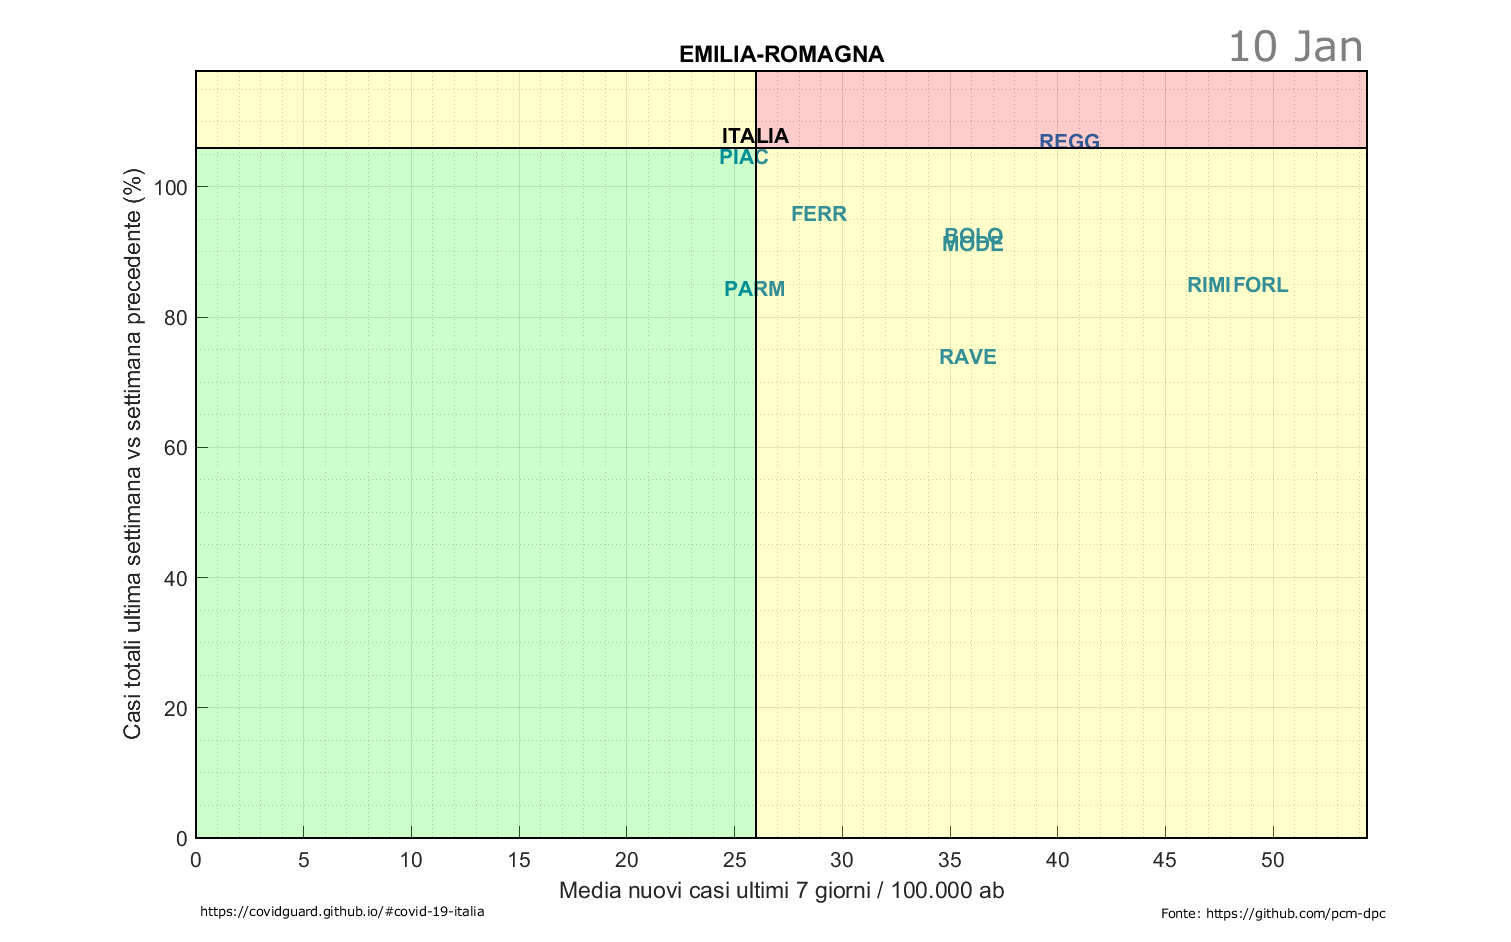 10 Jan
EMILIA-ROMAGNA
ITALIA
REGG
PIAC
FERR
BOLO
MODE
PARM
RIMI FORL
RAVE
Casi totali ultima settimana vs settimana precedente (%)
100
80
60
40
20
0
0 5 10 15 20 25 30 35 40 45 50
Media nuovi casi ultimi 7 giorni / 100.000 ab
https://covidguard.github.io/#covid-19-italia
Fonte: https://github.com/pcm-dpc